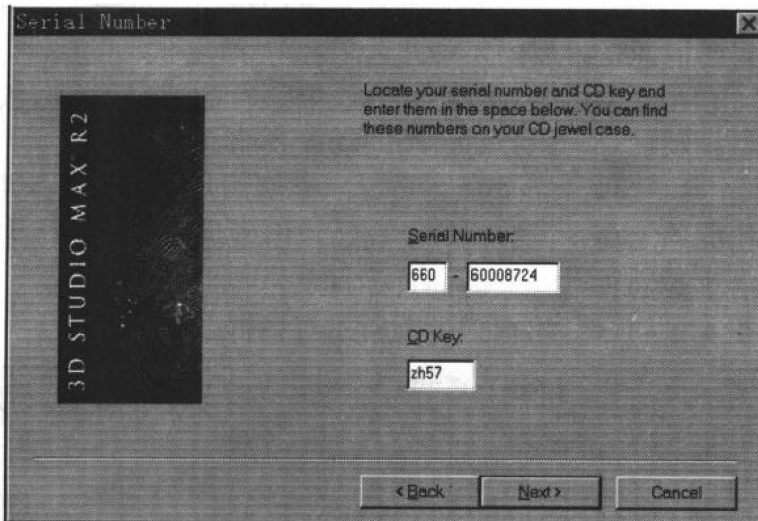 Serial Number
3D STUDIO MAX R2
Locate your serial number and CD key and
enter them in the space below. You can find
these numbers on your CD jewel case.
Serial Number:
660 - 60008724
CD Key:
zh57
< Back
Next >
Cancel